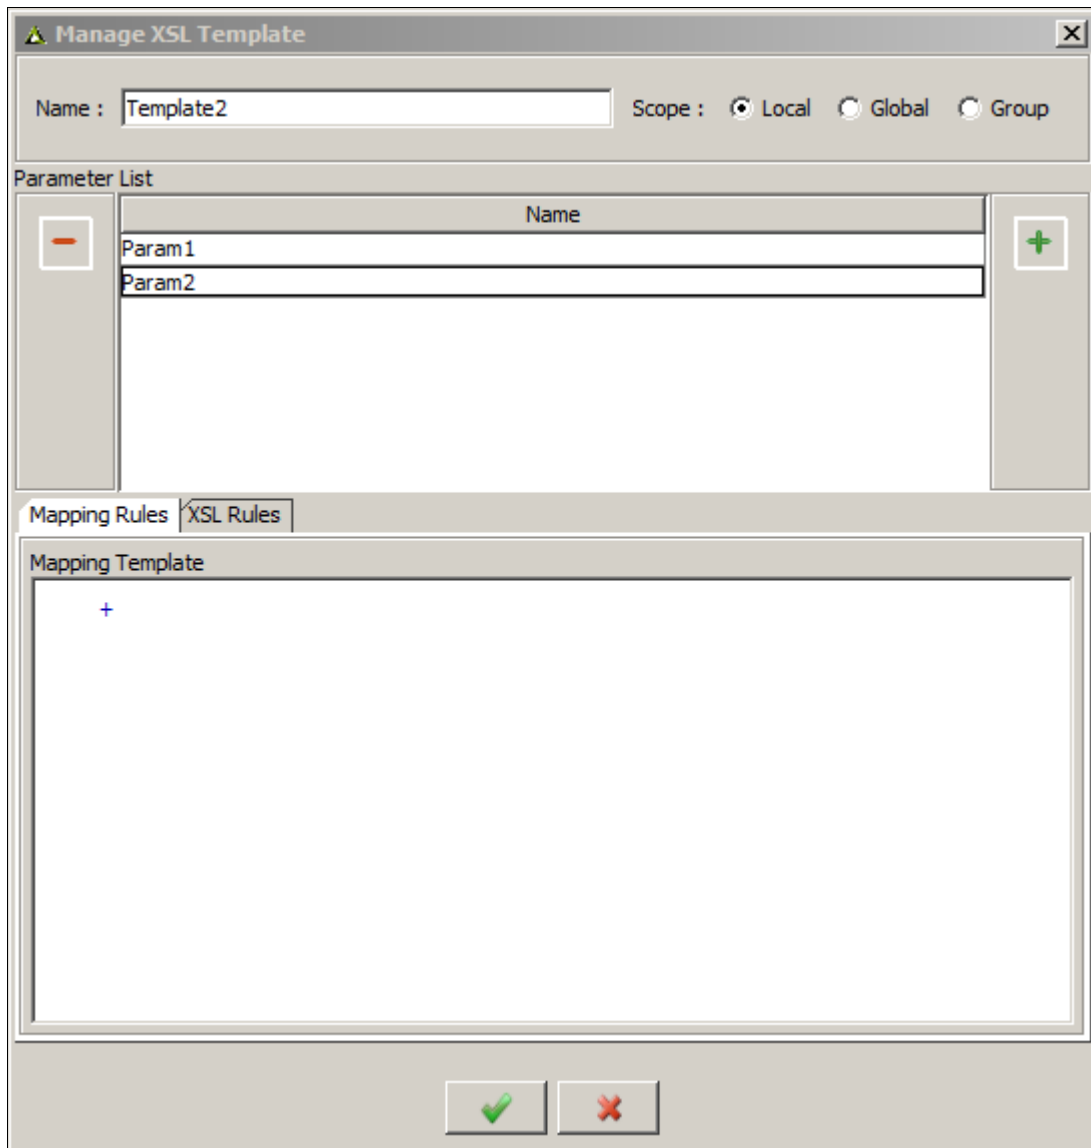 Manage XSL Template
Name : Template2 Scope : Local Global Group
Parameter List
Name
Param1
Param2
Mapping Rules XSL Rules
Mapping Template
+